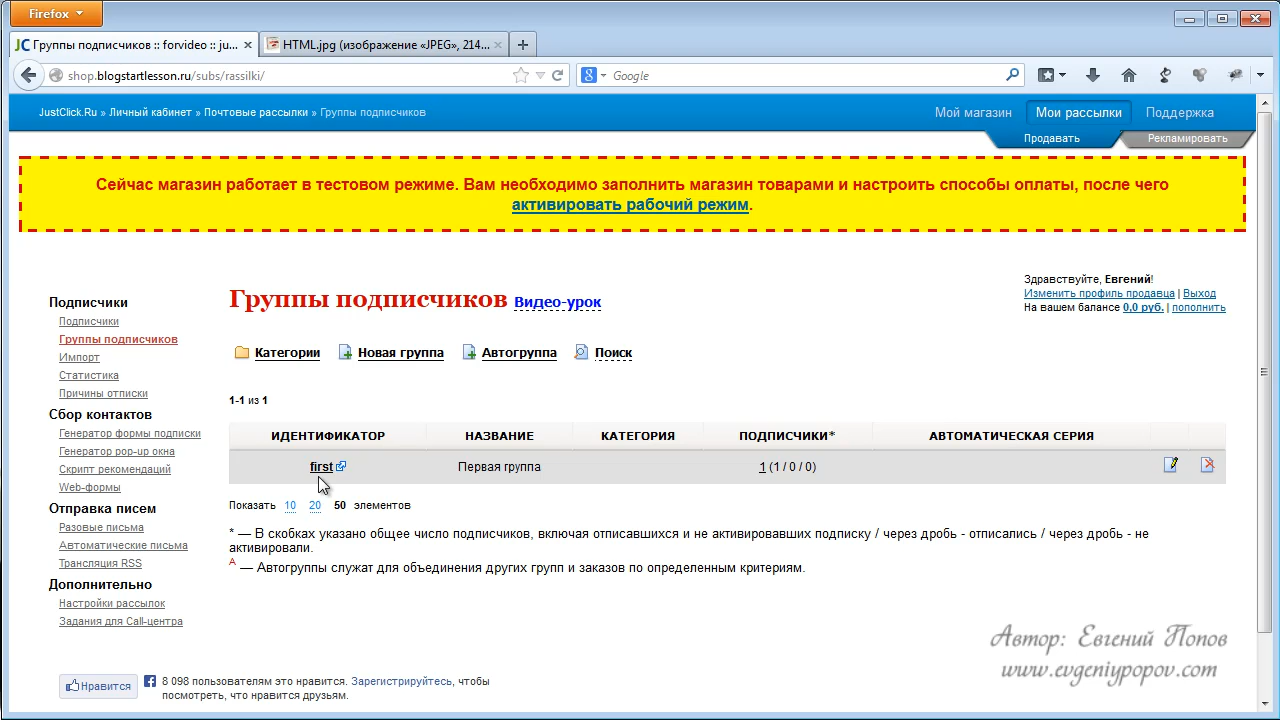 Firefox
Группы подписчиков :: forvideo :: ju...
HTML.jpg (изображение «JPEG», 214...
shop.blogstartlesson.ru/subs/rassilki/
Google
JustClick.Ru » Личный кабинет » Почтовые рассылки » Группы подписчиков
Мой магазин
Мои рассылки
Поддержка
Продавать
Рекламировать
Сейчас магазин работает в тестовом режиме. Вам необходимо заполнить магазин товарами и настроить способы оплаты, после чего
активировать рабочий режим.
Здравствуйте, Евгений!
Изменить профиль продавца | Выход
На вашем балансе 0,0 руб. | пополнить
Подписчики
Подписчики
Группы подписчиков
Импорт
Статистика
Причины отписки
Сбор контактов
Генератор формы подписки
Генератор pop-up окна
Скрипт рекомендаций
Web-формы
Отправка писем
Разовые письма
Автоматические письма
Трансляция RSS
Дополнительно
Настройки рассылок
Задания для Call-центра
Группы подписчиков Видео-урок
Категории
Новая группа
Автогруппа
Поиск
1-1 из 1
ИДЕНТИФИКАТОР НАЗВАНИЕ КАТЕГОРИЯ ПОДПИСЧИКИ* АВТОМАТИЧЕСКАЯ СЕРИЯ
first Первая группа 1 (1 / 0 / 0)
Показать 10 20 50 элементов
* — В скобках указано общее число подписчиков, включая отписавшихся и не активировавших подписку / через дробь - отписались / через дробь - не
активировали.
A — Автогруппы служат для объединения других групп и заказов по определенным критериям.
Нравится
8 098 пользователям это нравится. Зарегистрируйтесь, чтобы
посмотреть, что нравится друзьям.
Автор: Евгений Попов
www.evgeniypopov.com